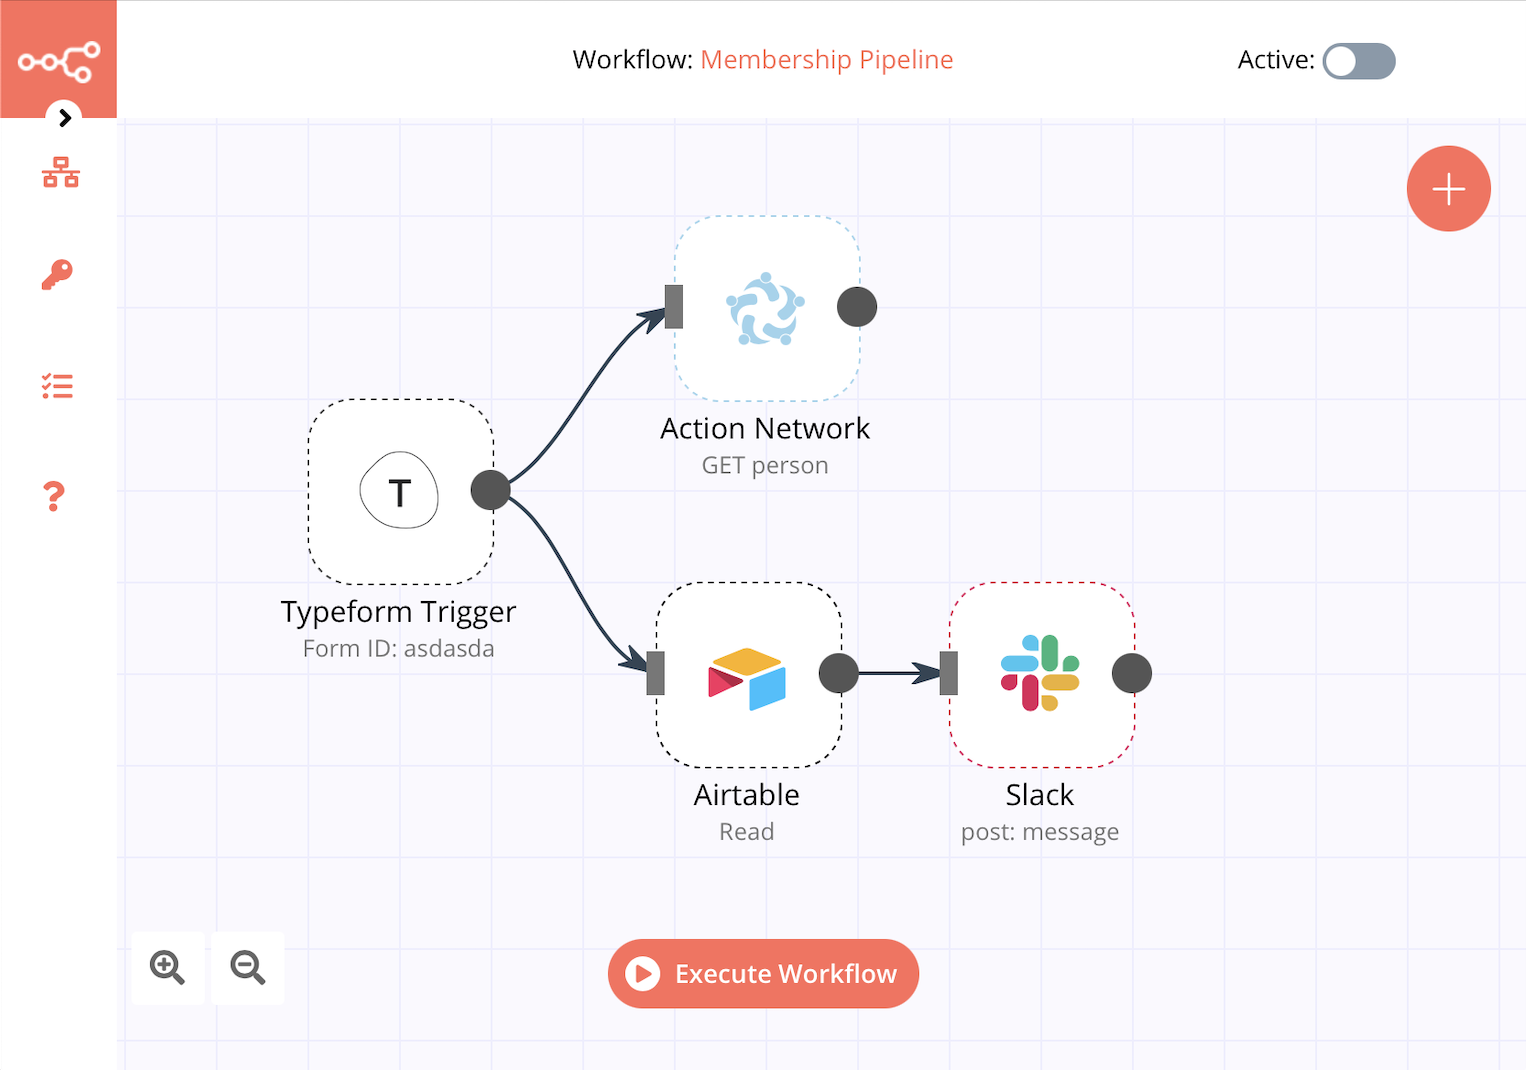 Workflow: Membership Pipeline
Active:
Action Network
GET person
T
Typeform Trigger
Form ID: asdasda
Airtable
Read
Slack
post: message
Execute Workflow